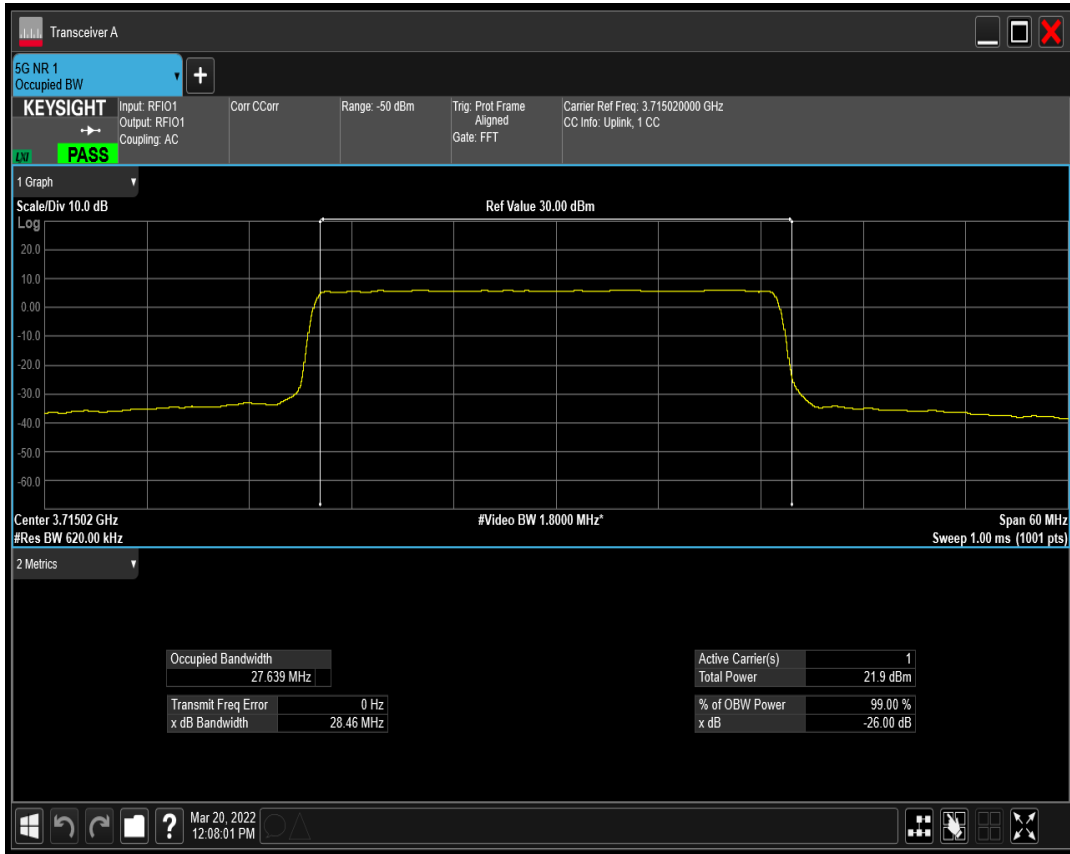 Transceiver A
5G NR 1
Occupied BW
+
KEYSIGHT
LXI
PASS
Input: RFIO1
Output: RFIO1
Coupling: AC
Corr CCorr
Range: -50 dBm
Trig: Prot Frame
Aligned
Gate: FFT
Carrier Ref Freq: 3.715020000 GHz
CC Info: Uplink, 1 CC
1 Graph
Scale/Div 10.0 dB
Ref Value 30.00 dBm
Log
20.0
10.0
0.00
-10.0
-20.0
-30.0
-40.0
-50.0
-60.0
Center 3.71502 GHz
#Video BW 1.8000 MHz*
Span 60 MHz
#Res BW 620.00 kHz
Sweep 1.00 ms (1001 pts)
2 Metrics
Occupied Bandwidth
27.639 MHz
Transmit Freq Error 0 Hz
x dB Bandwidth 28.46 MHz
Active Carrier(s) 1
Total Power 21.9 dBm
% of OBW Power 99.00 %
x dB -26.00 dB
?
Mar 20, 2022
12:08:01 PM